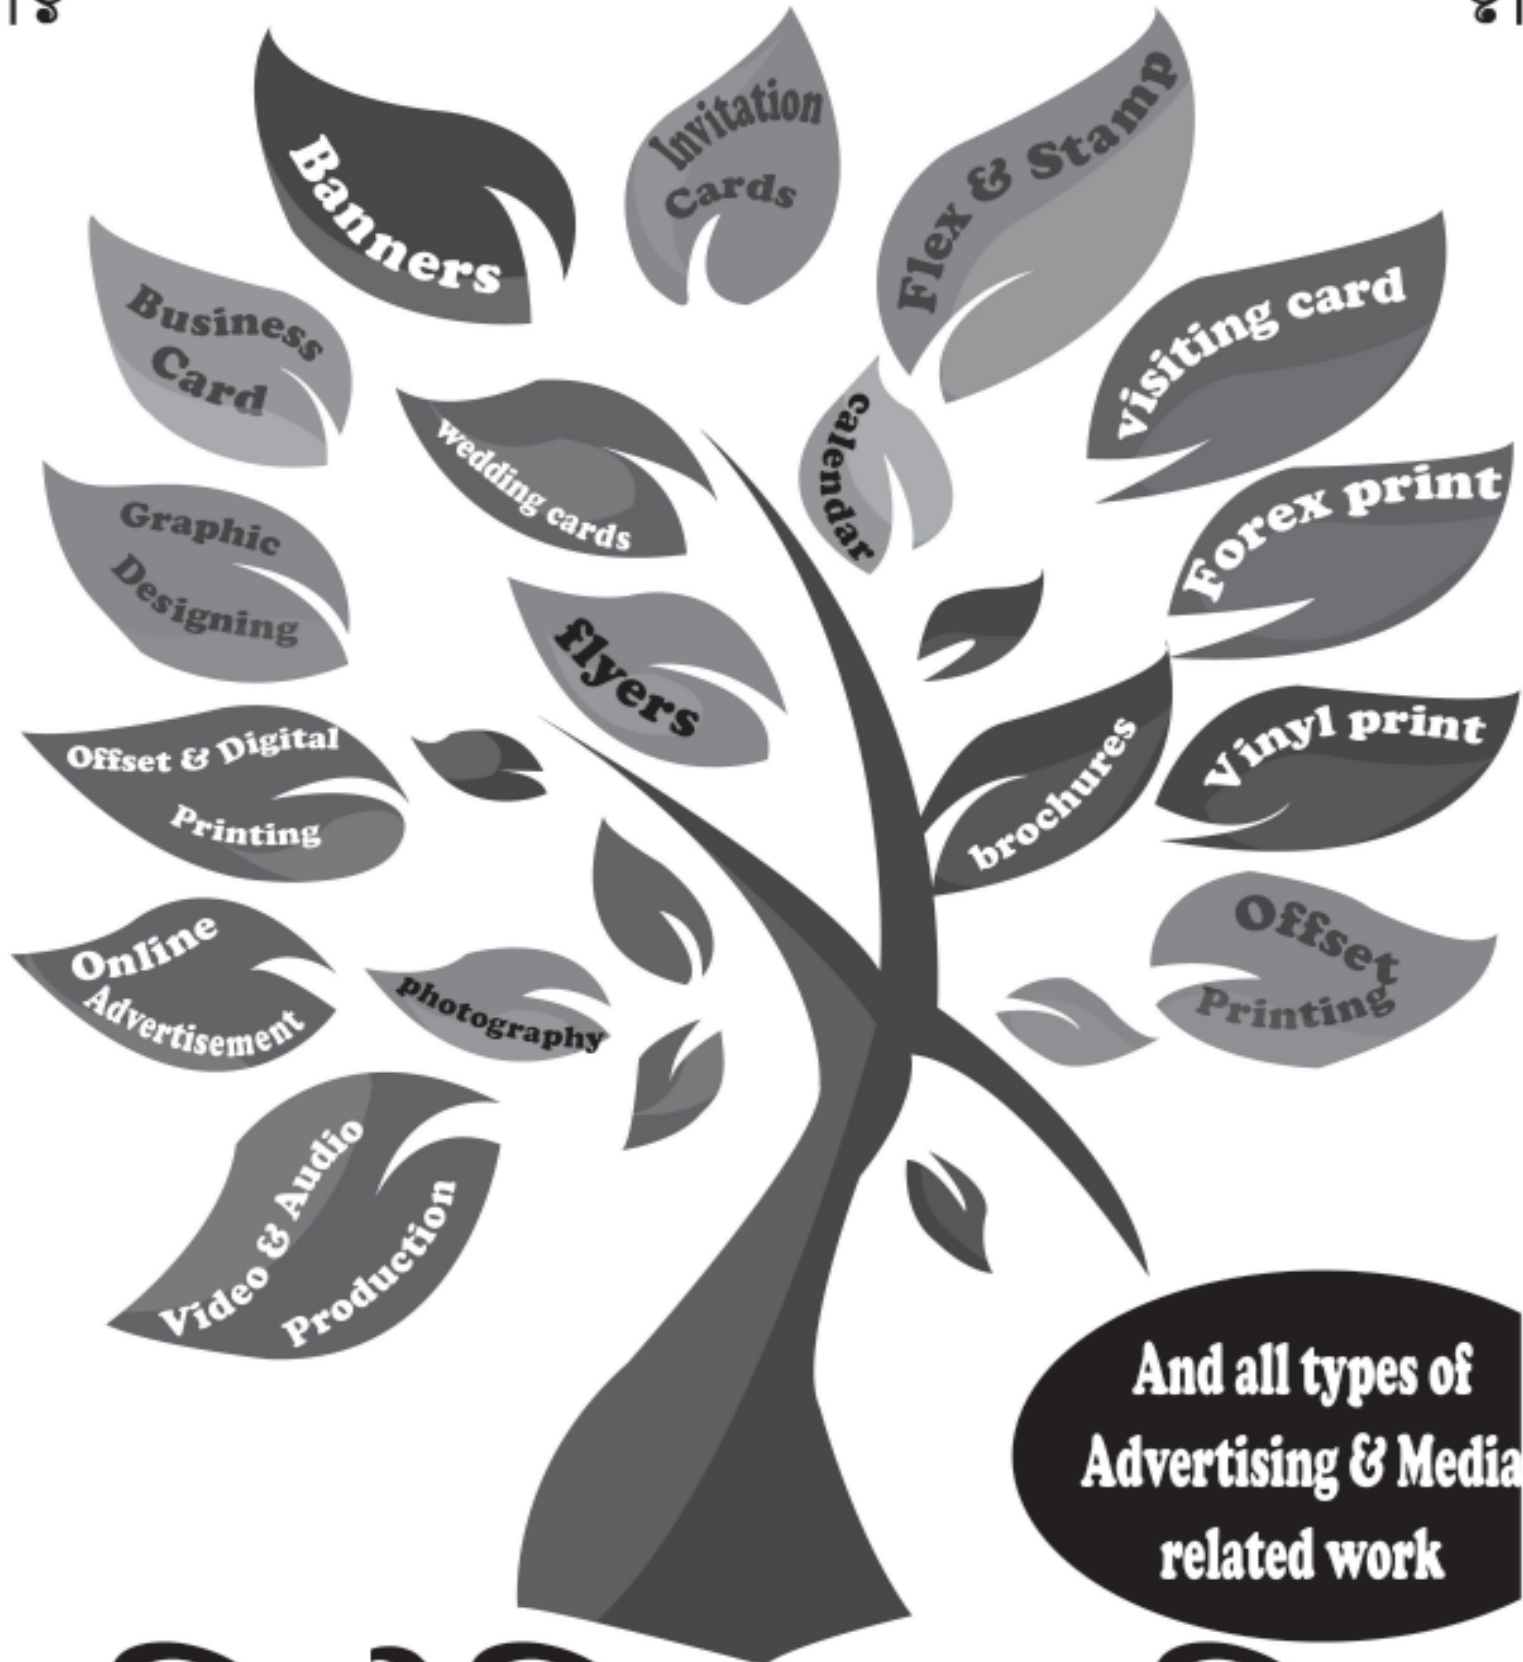 Banners
Invitation
Cards
Flex & Stamp
Business
Card
visiting card
wedding cards
calendar
Forex print
Graphic
Designing
flyers
Offset & Digital
Printing
brochures
Vinyl print
Online
Advertisement
photography
Offset
Printing
Video & Audio
Production
And all types of
Advertising & Media
related work